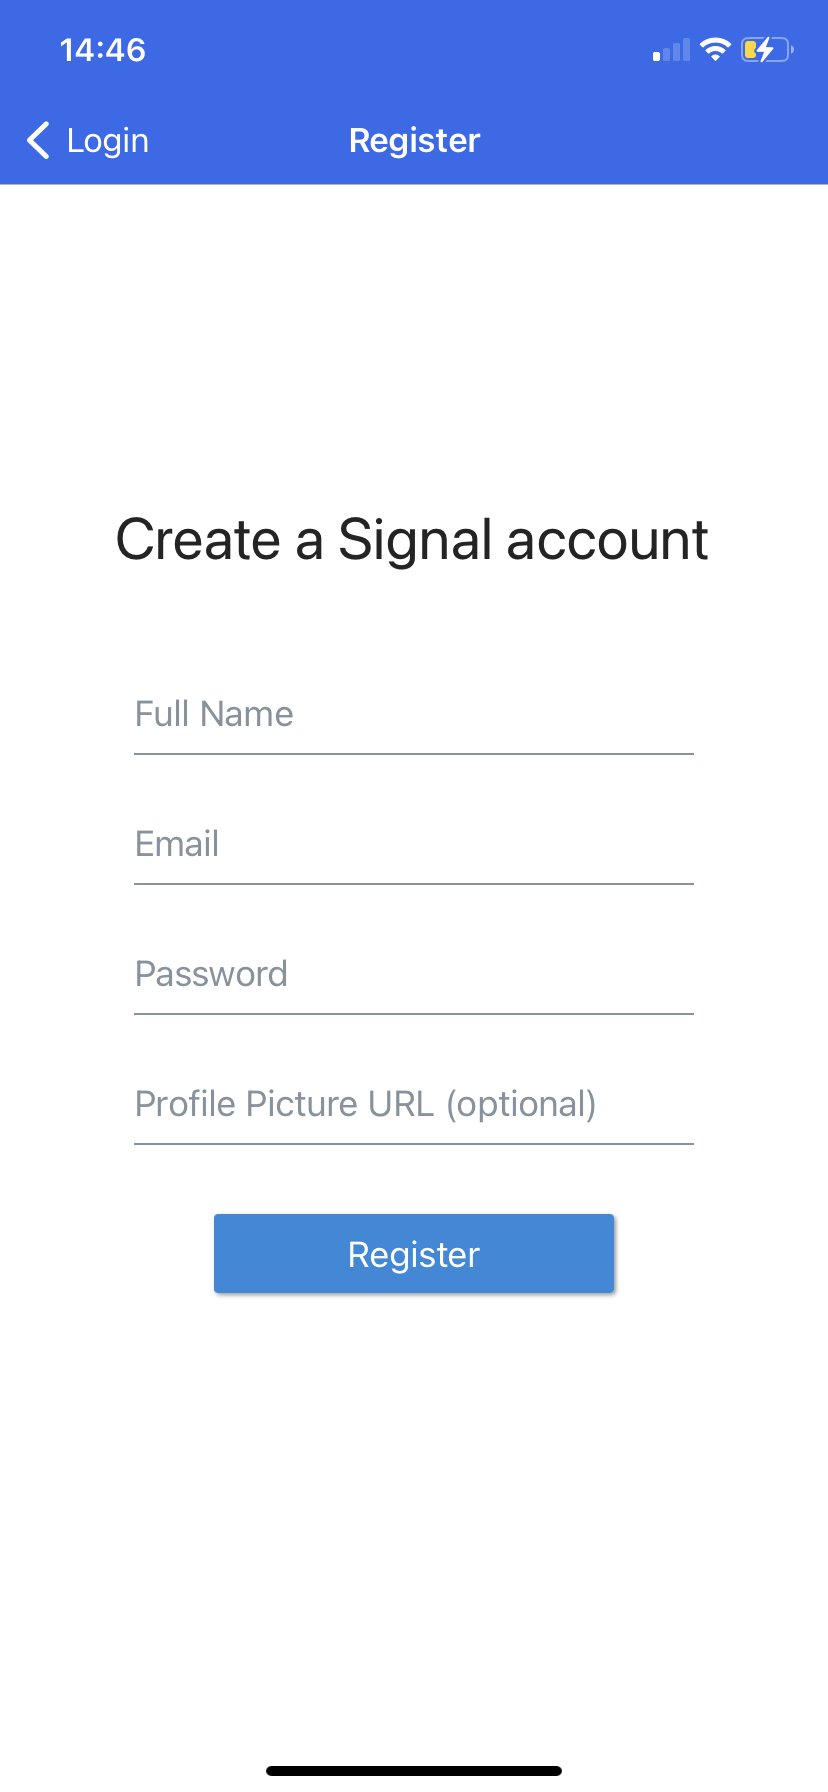 14:46
Login
Register
Create a Signal account
Full Name
Email
Password
Profile Picture URL (optional)
Register